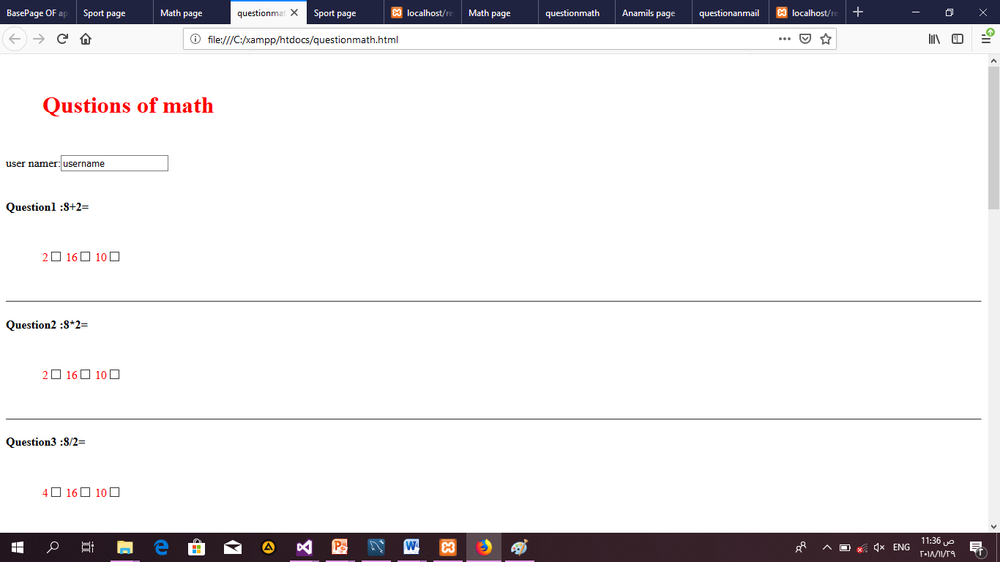 BasePage OF ap
Sport page
Math page
questionmat
Sport page
localhost/re
Math page
questionmath
Anamils page
questionanmail
localhost/re
file:///C:/xampp/htdocs/questionmath.html
Qustions of math
user namer: username
Question1 :8+2=
2 16 10
Question2 :8*2=
2 16 10
Question3 :8/2=
4 16 10
ENG
11:36 ص
٢٠١٨/١١/٢٩
٢